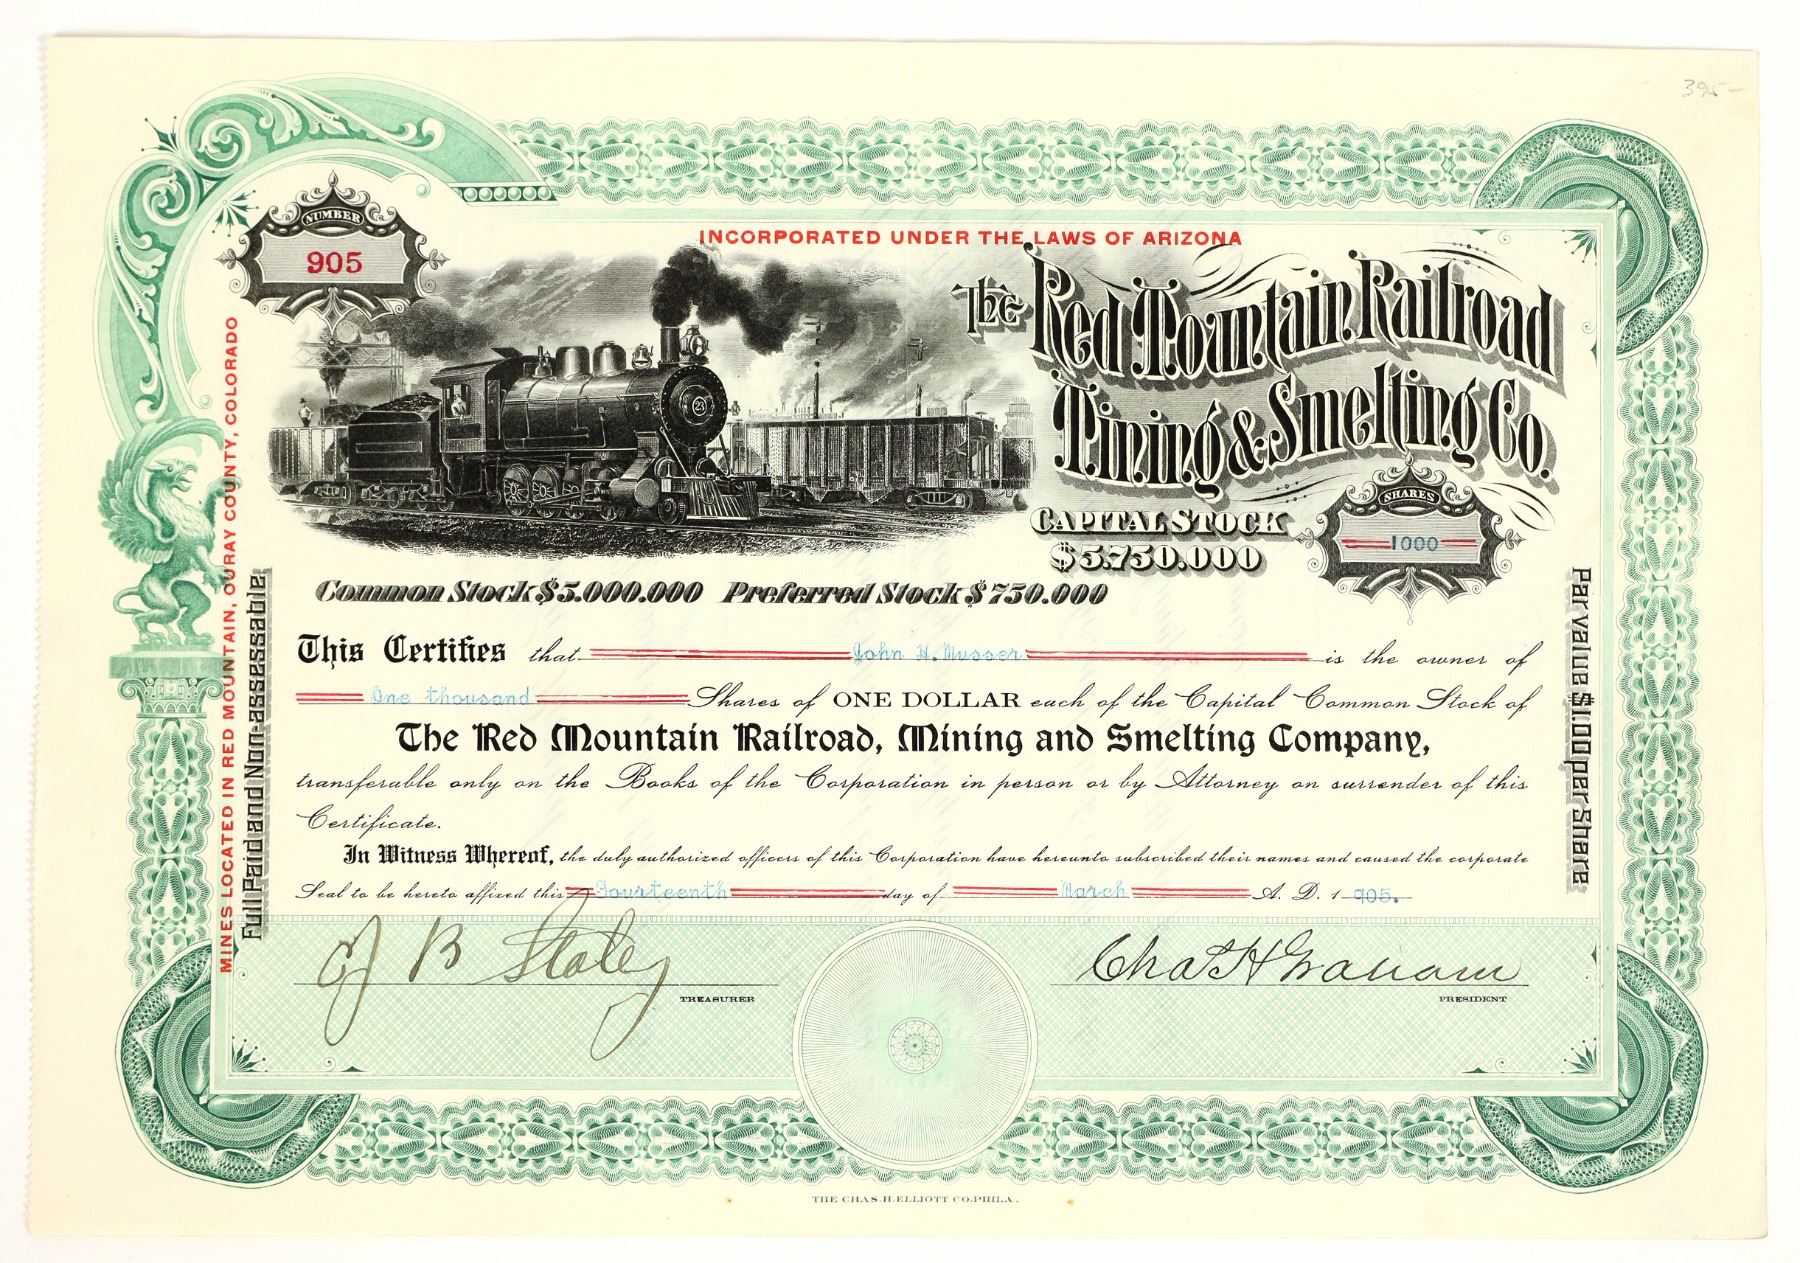 395-
NUMBER
905
INCORPORATED UNDER THE LAWS OF ARIZONA
The Red Mountain Railroad
Mining & Smelting Co.
23
CAPITAL STOCK
$5.750.000
SHARES
1000
Common Stock $5.000.000 Preferred Stock $750.000
MINES LOCATED IN RED MOUNTAIN, OURAY COUNTY, COLORADO
Full Paid and Non-assessable
Par value $1.00 per Share
This Certifies that John H. Musser is the owner of
One thousand Shares of ONE DOLLAR each of the Capital Common Stock of
The Red Mountain Railroad, Mining and Smelting Company,
transferable only on the Books of the Corporation in person or by Attorney on surrender of this
Certificate.
In Witness Whereof, the duly authorized officers of this Corporation have hereunto subscribed their names and caused the corporate
Seal to be hereto affixed this Fourteenth day of March A. D. 1905.
J B Staley
TREASURER
Chas H Graham
PRESIDENT
THE CHAS. H. ELLIOTT CO. PHILA.